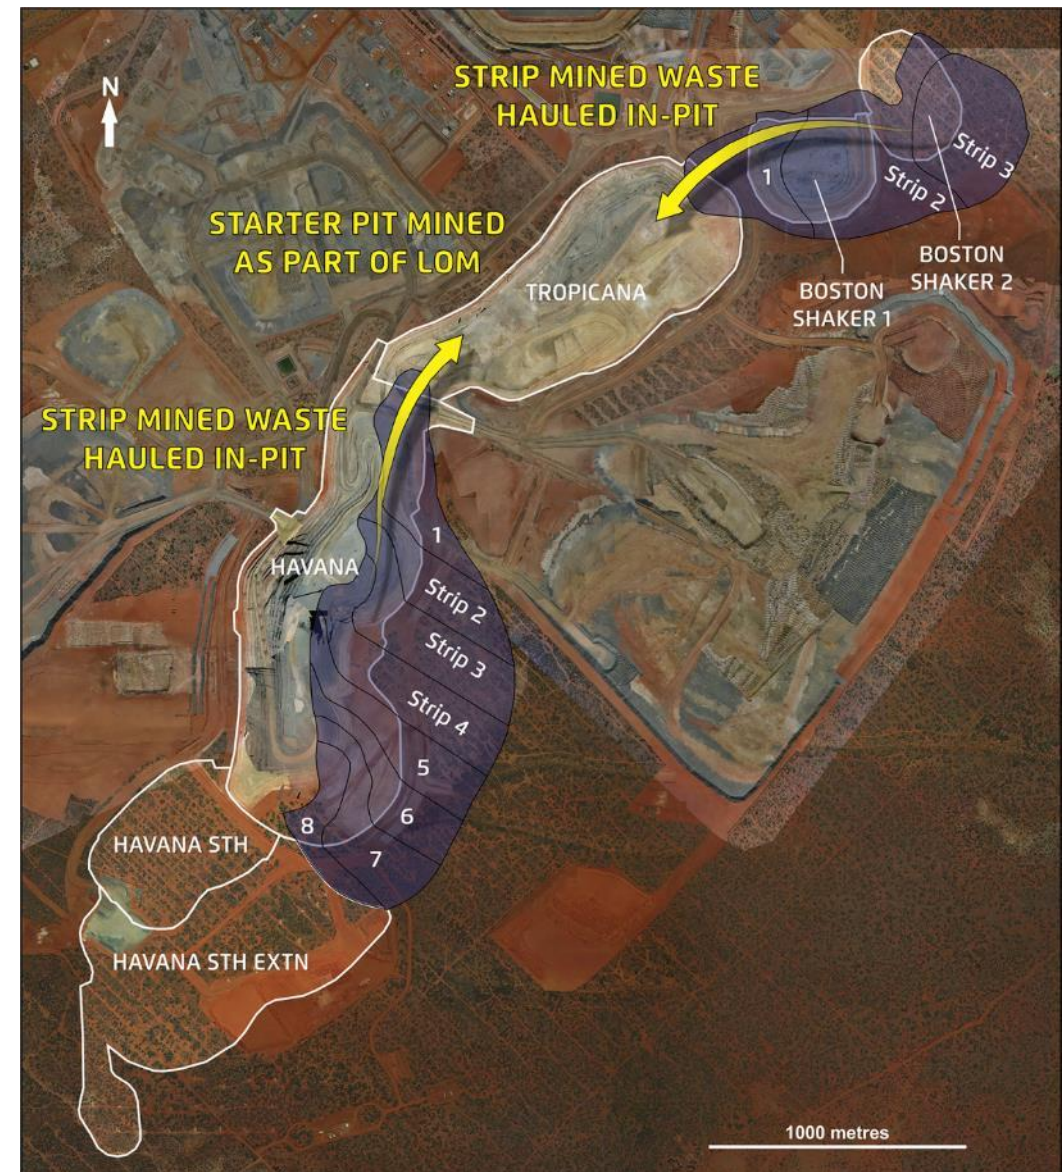 N
STRIP MINED WASTE
HAULED IN-PIT
Strip 3
1
Strip 2
STARTER PIT MINED
AS PART OF LOM
BOSTON
SHAKER 2
TROPICANA
BOSTON
SHAKER 1
STRIP MINED WASTE
HAULED IN-PIT
1
HAVANA
Strip 2
Strip 3
Strip 4
5
6
8
7
HAVANA STH
HAVANA STH EXTN
1000 metres